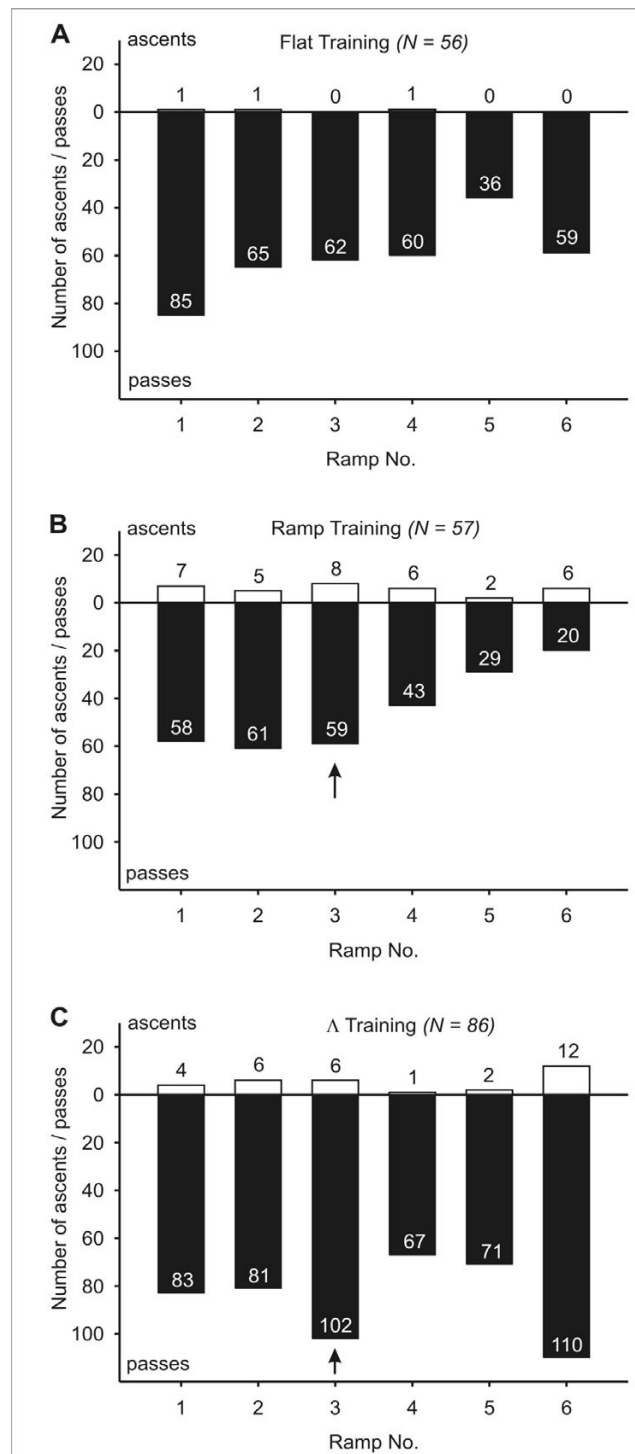 A ascents Flat Training (N = 56)
Number of ascents / passes
20
0
20
40
60
80
100
1 1 0 1 0 0
85 65 62 60 36 59
passes
1 2 3 4 5 6
Ramp No.
B ascents Ramp Training (N = 57)
Number of ascents / passes
20
0
20
40
60
80
100
7 5 8 6 2 6
58 61 59 43 29 20
passes
1 2 3 4 5 6
Ramp No.
C ascents Λ Training (N = 86)
Number of ascents / passes
20
0
20
40
60
80
100
4 6 6 1 2 12
83 81 102 67 71 110
passes
1 2 3 4 5 6
Ramp No.